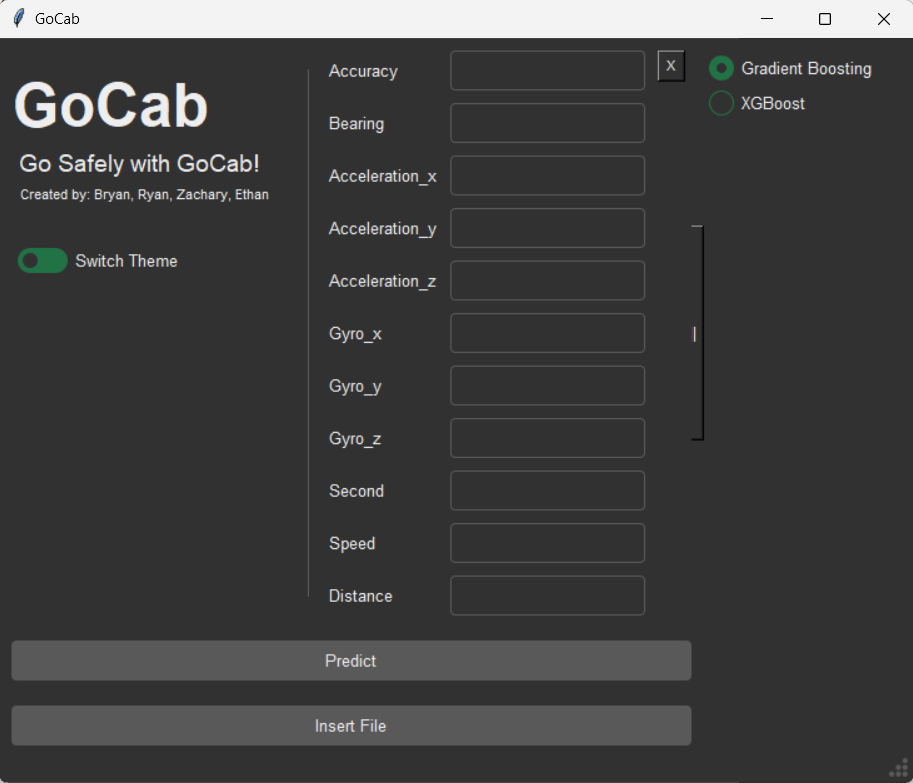 GoCab
GoCab
Go Safely with GoCab!
Created by: Bryan, Ryan, Zachary, Ethan
Switch Theme
Accuracy
X
Bearing
Acceleration_x
Acceleration_y
Acceleration_z
Gyro_x
Gyro_y
Gyro_z
Second
Speed
Distance
Gradient Boosting
XGBoost
Predict
Insert File